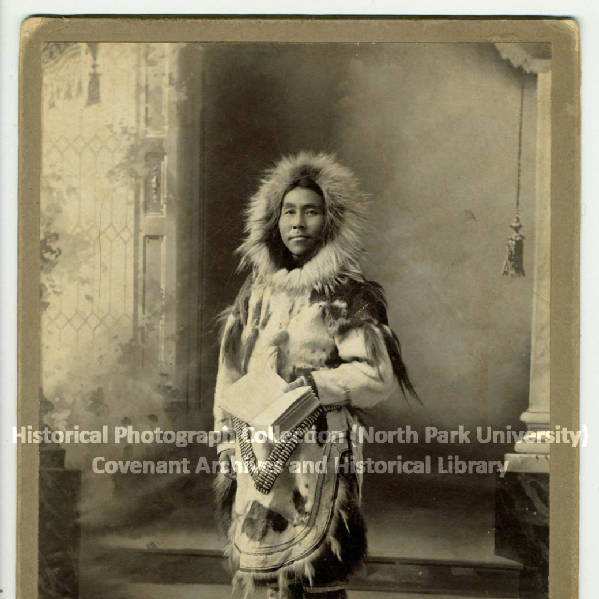 Historical Photograph Collection (North Park University)
Covenant Archives and Historical Library